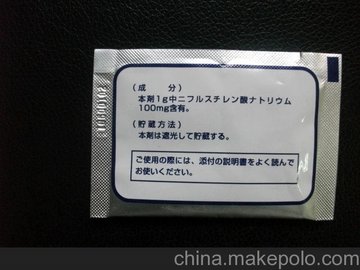 (成　　分)
本剤1g中ニフルスチレン酸ナトリウム
100mg含有。
(貯蔵方法)
本剤は遮光して貯蔵する。
ご使用の際には、添付の説明書をよく読んで
お使いください。
china.makepolo.com